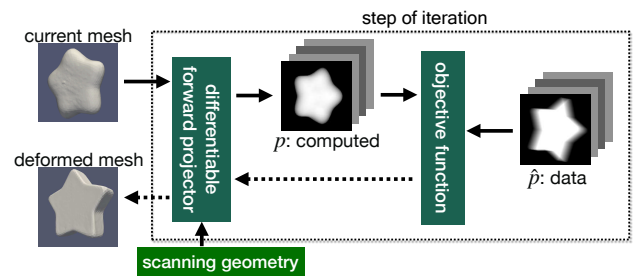 step of iteration
current mesh
differentiable
forward projector
p: computed
objective function
p̂: data
deformed mesh
scanning geometry